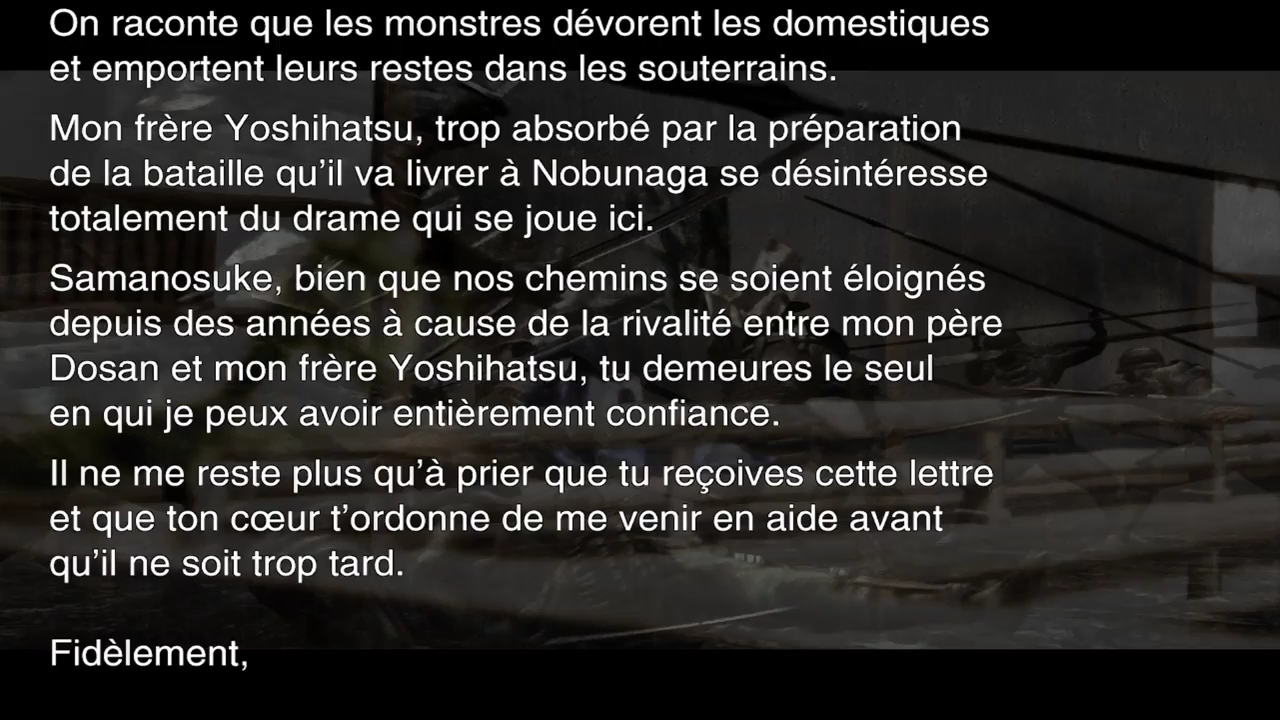 On raconte que les monstres dévorent les domestiques
et emportent leurs restes dans les souterrains.
Mon frère Yoshihatsu, trop absorbé par la préparation
de la bataille qu’il va livrer à Nobunaga se désintéresse
totalement du drame qui se joue ici.
Samanosuke, bien que nos chemins se soient éloignés
depuis des années à cause de la rivalité entre mon père
Dosan et mon frère Yoshihatsu, tu demeures le seul
en qui je peux avoir entièrement confiance.
Il ne me reste plus qu’à prier que tu reçoives cette lettre
et que ton cœur t’ordonne de me venir en aide avant
qu’il ne soit trop tard.
Fidèlement,